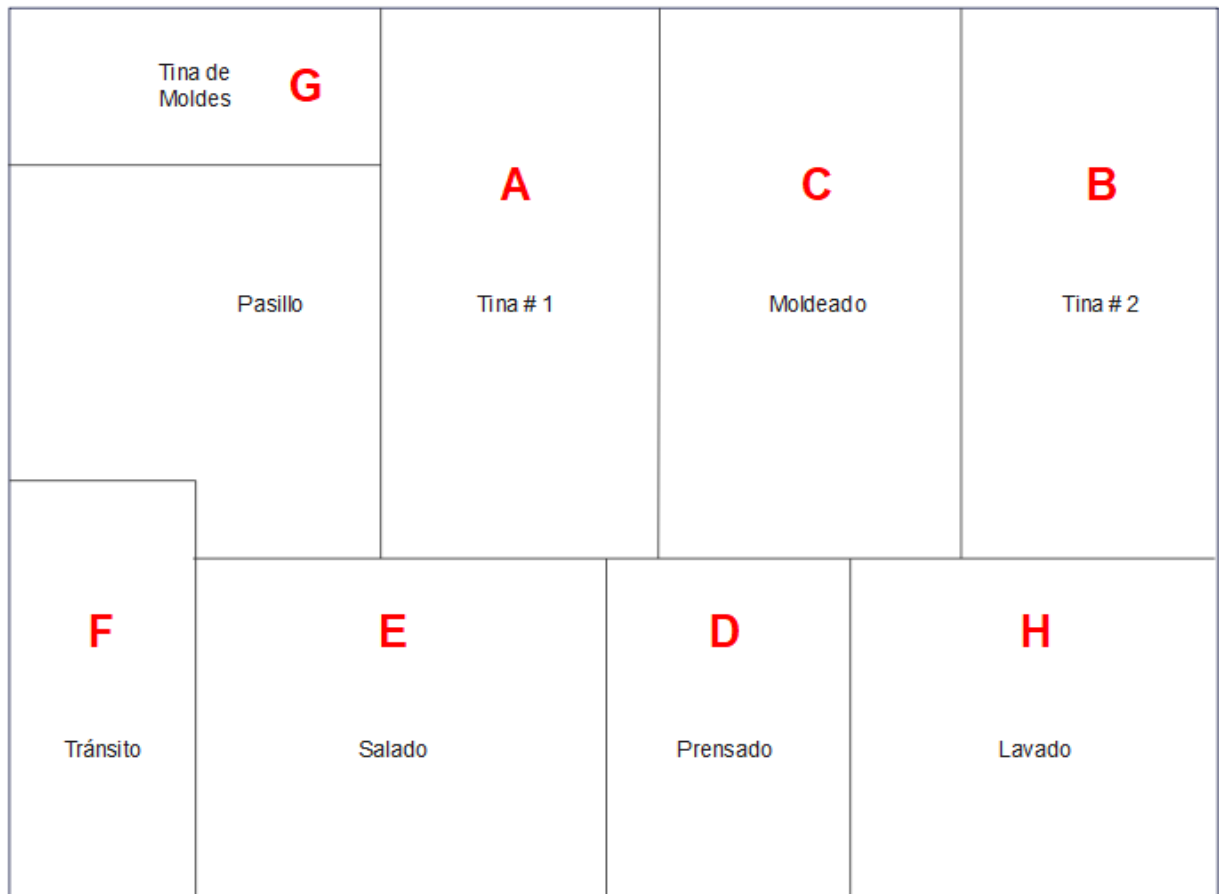 Tina de
Moldes
G
A
C
B
Pasillo
Tina # 1
Moldeado
Tina # 2
F
E
D
H
Tránsito
Salado
Prensado
Lavado